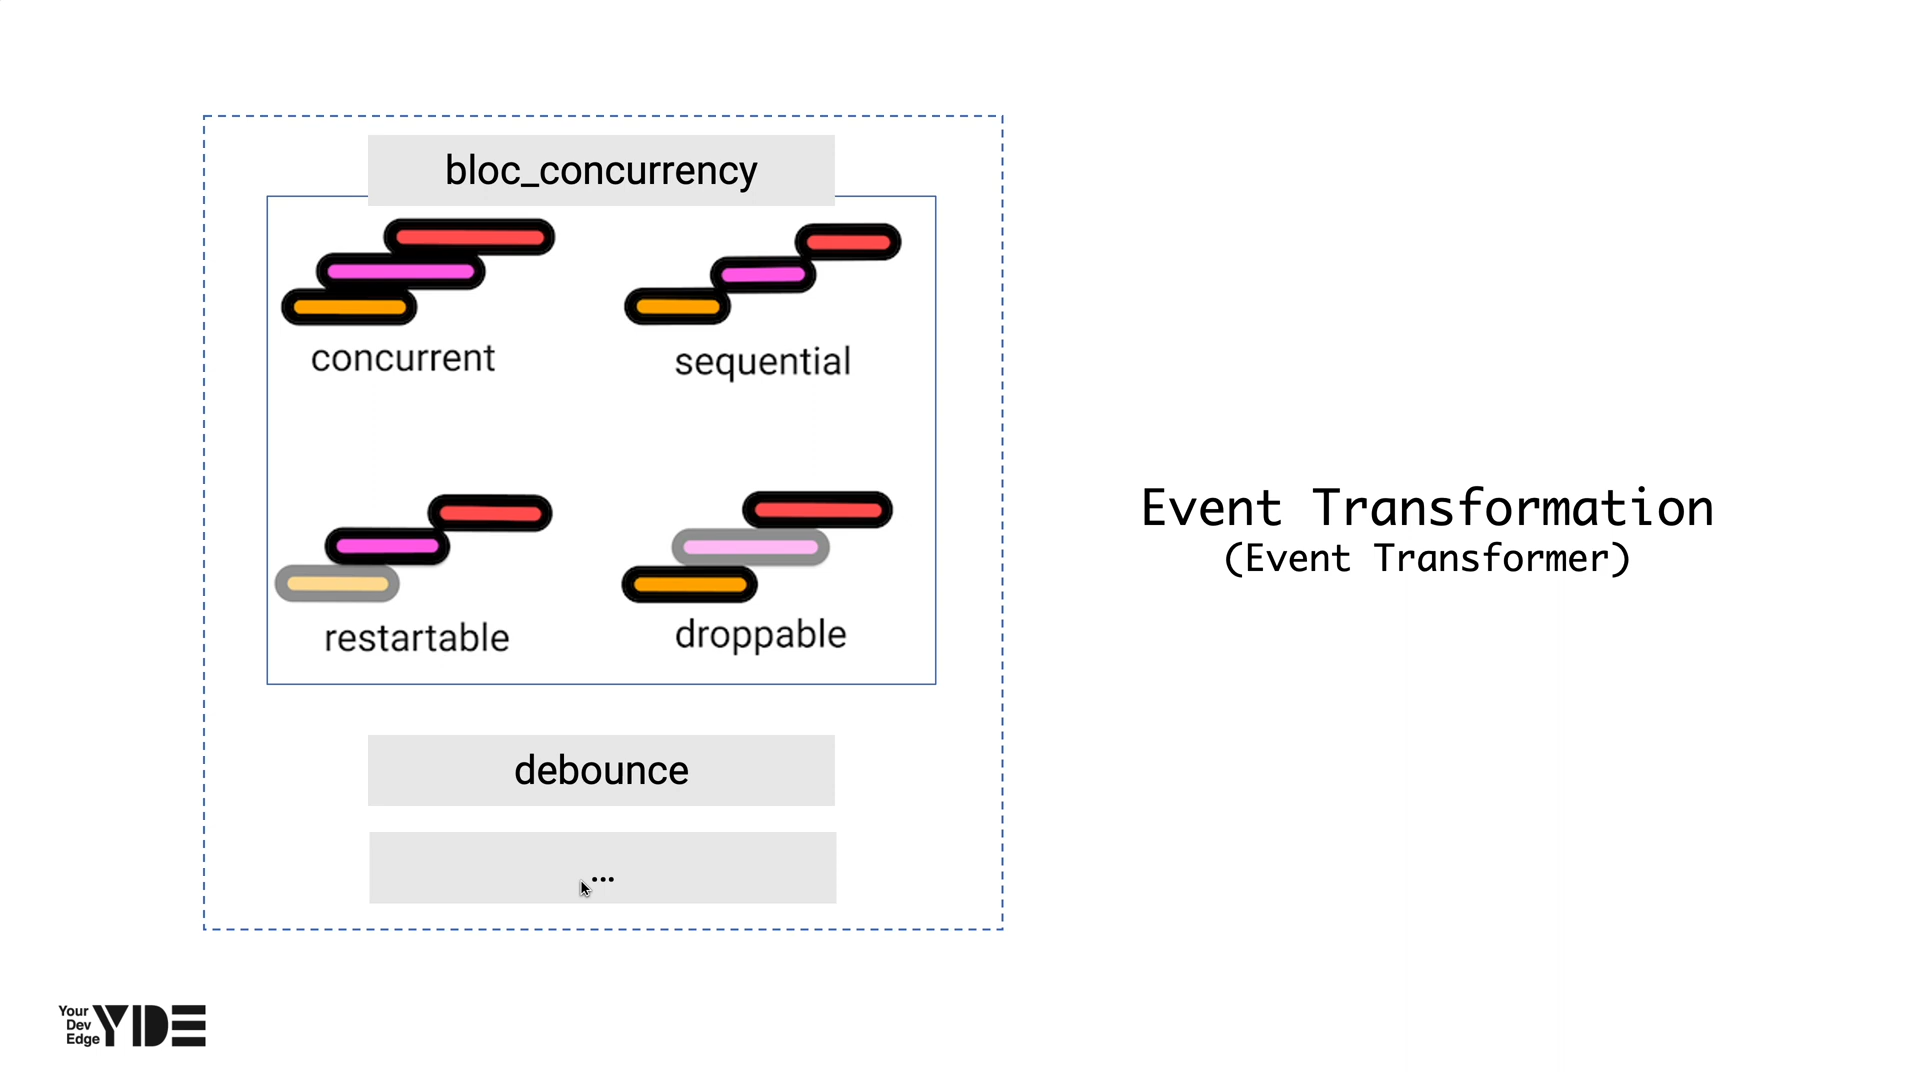 bloc_concurrency
concurrent
sequential
restartable
droppable
debounce
...
Event Transformation
(Event Transformer)
Your
Dev
Edge
YDE